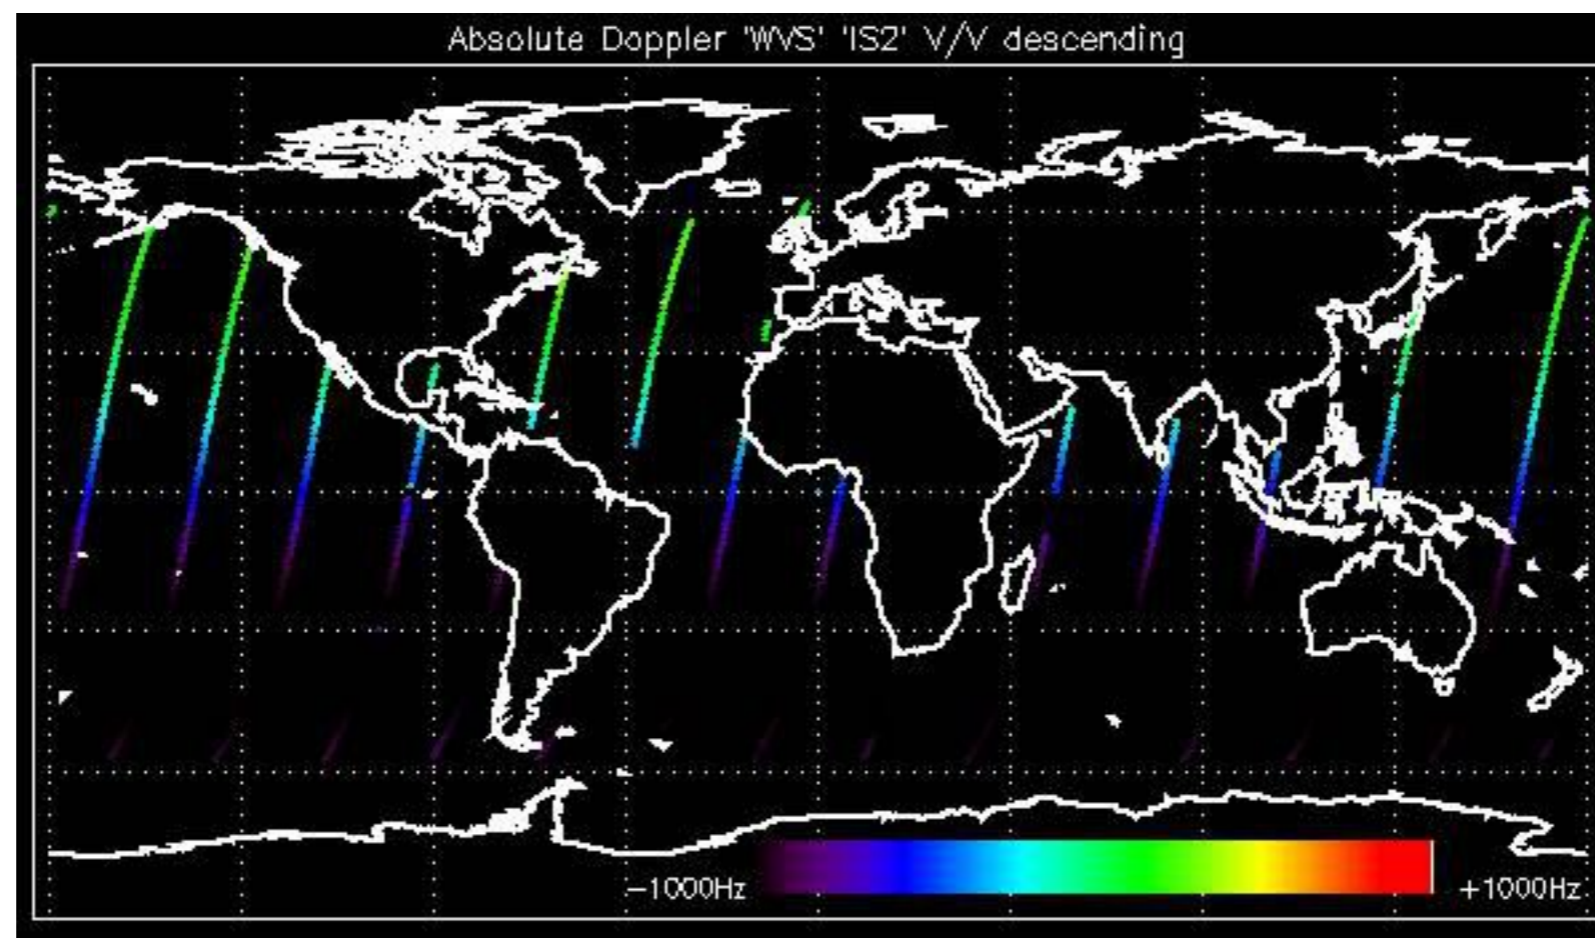 Absolute Doppler 'WVS' 'IS2' V/V descending
−1000Hz
+1000Hz